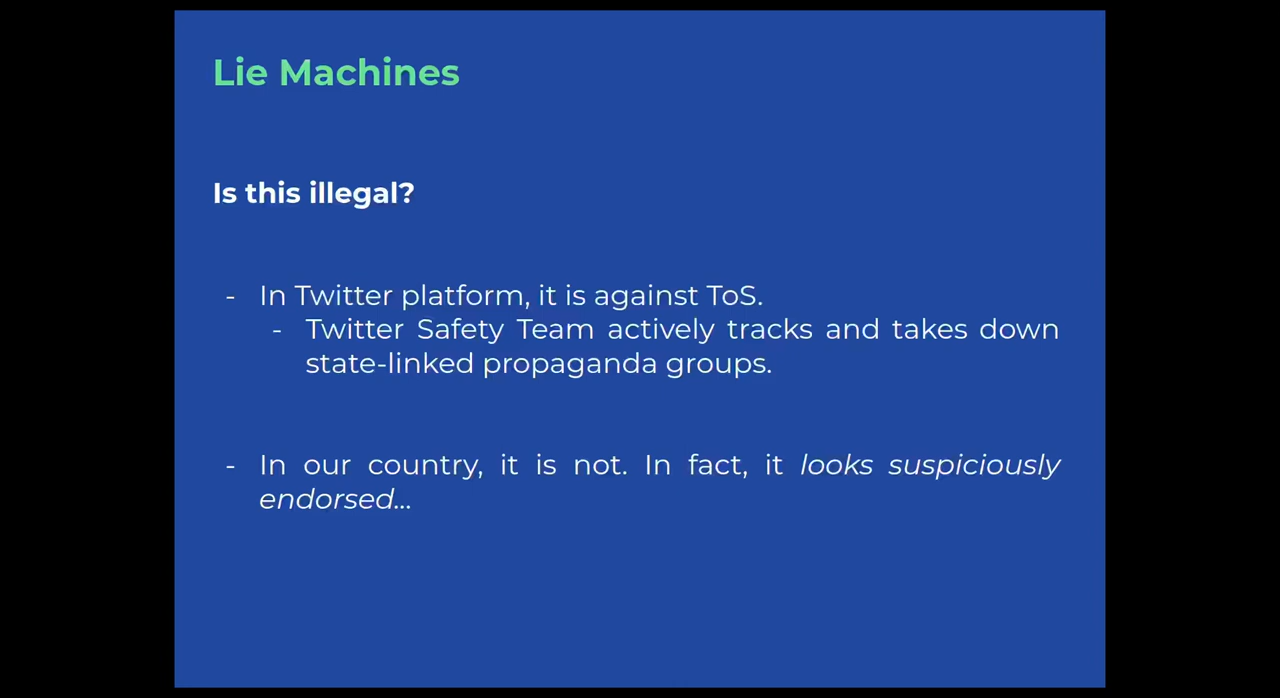 Lie Machines
Is this illegal?
- In Twitter platform, it is against ToS.
- Twitter Safety Team actively tracks and takes down
state-linked propaganda groups.
- In our country, it is not. In fact, it looks suspiciously
endorsed...